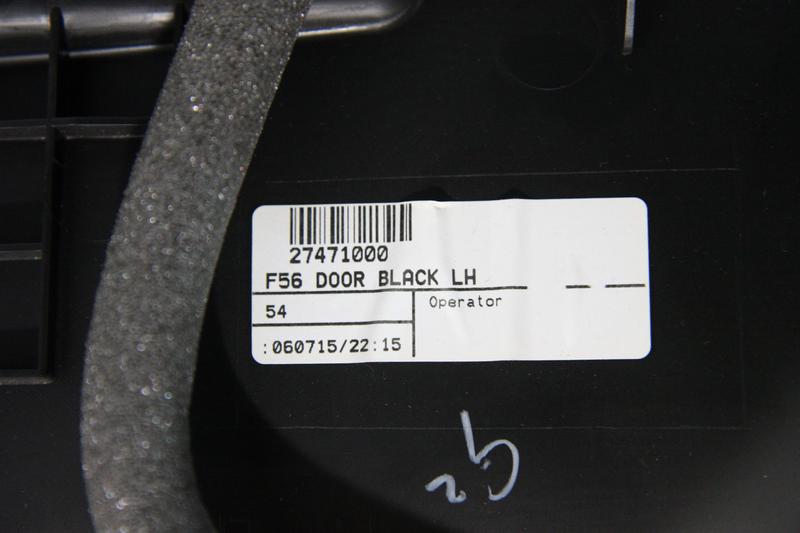 27471000
F56 DOOR BLACK LH
54
Operator
:060715/22:15